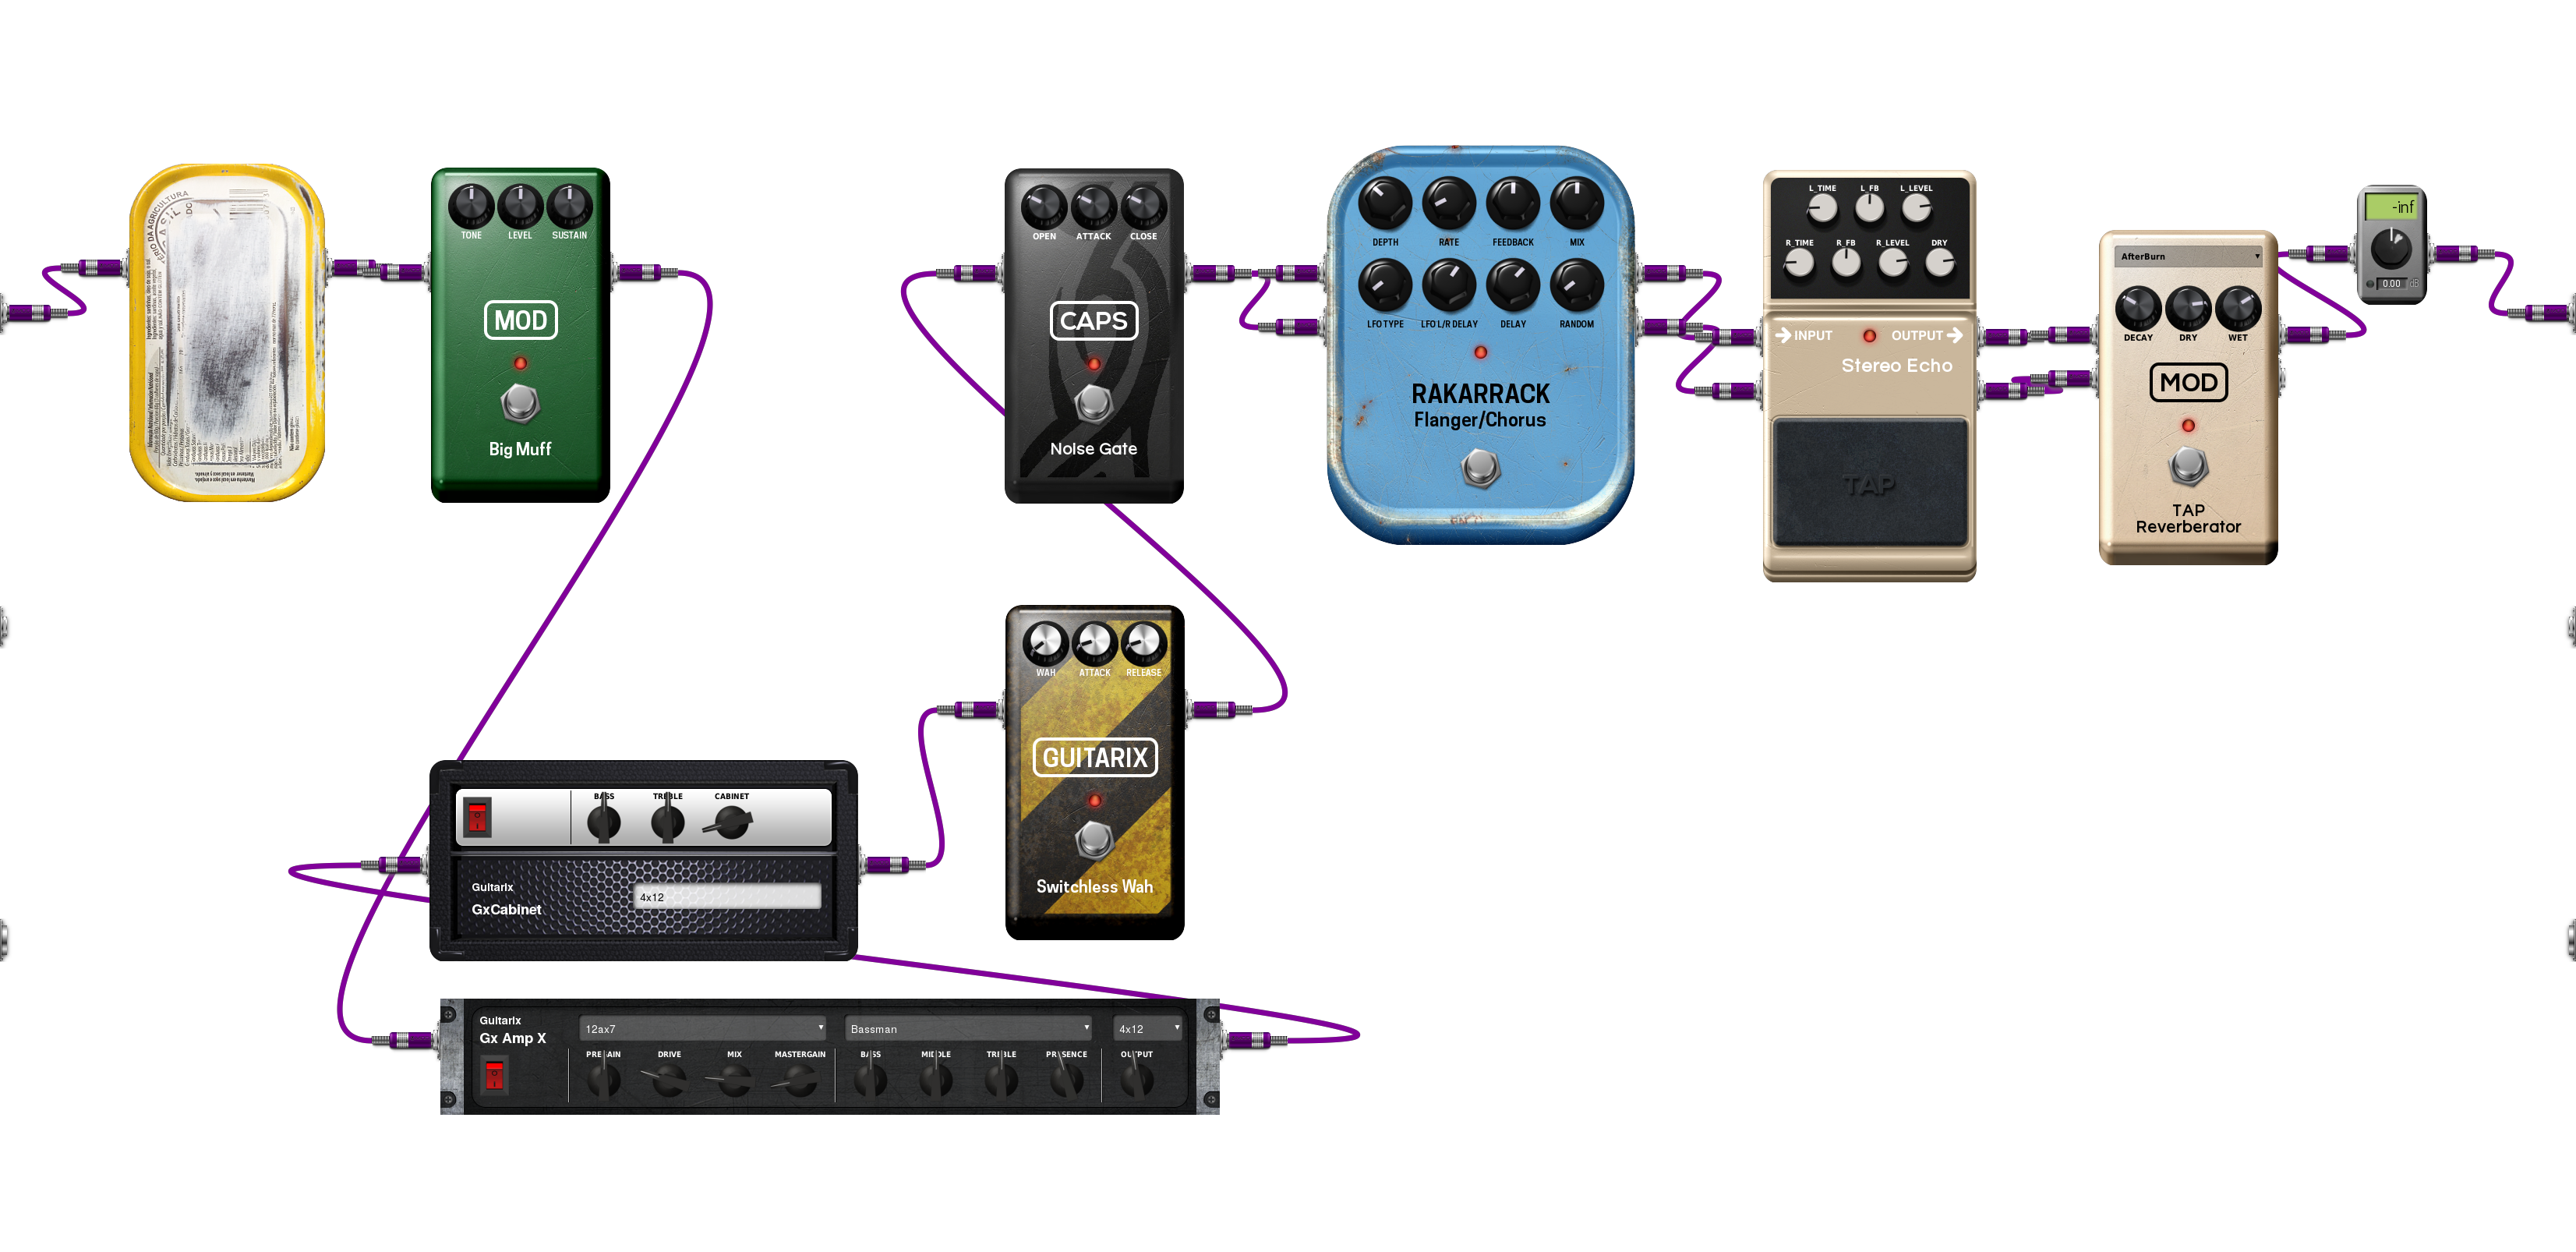 TONE LEVEL SUSTAIN
MOD
Big Muff
OPEN ATTACK CLOSE
CAPS
Noise Gate
DEPTH RATE FEEDBACK MIX
LFO TYPE LFO L/R DELAY DELAY RANDOM
RAKARRACK
Flanger/Chorus
L_TIME L_FB L_LEVEL
R_TIME R_FB R_LEVEL DRY
INPUT OUTPUT
Stereo Echo
TAP
AfterBurn
DECAY DRY WET
MOD
TAP
Reverberator
-inf
0.00 dB
WAH ATTACK RELEASE
GUITARIX
Switchless Wah
BASS TREBLE CABINET
Guitarix
GxCabinet
4x12
Guitarix
Gx Amp X
12ax7 Bassman 4x12
PREGAIN DRIVE MIX MASTERGAIN BASS MIDDLE TREBLE PRESENCE OUTPUT